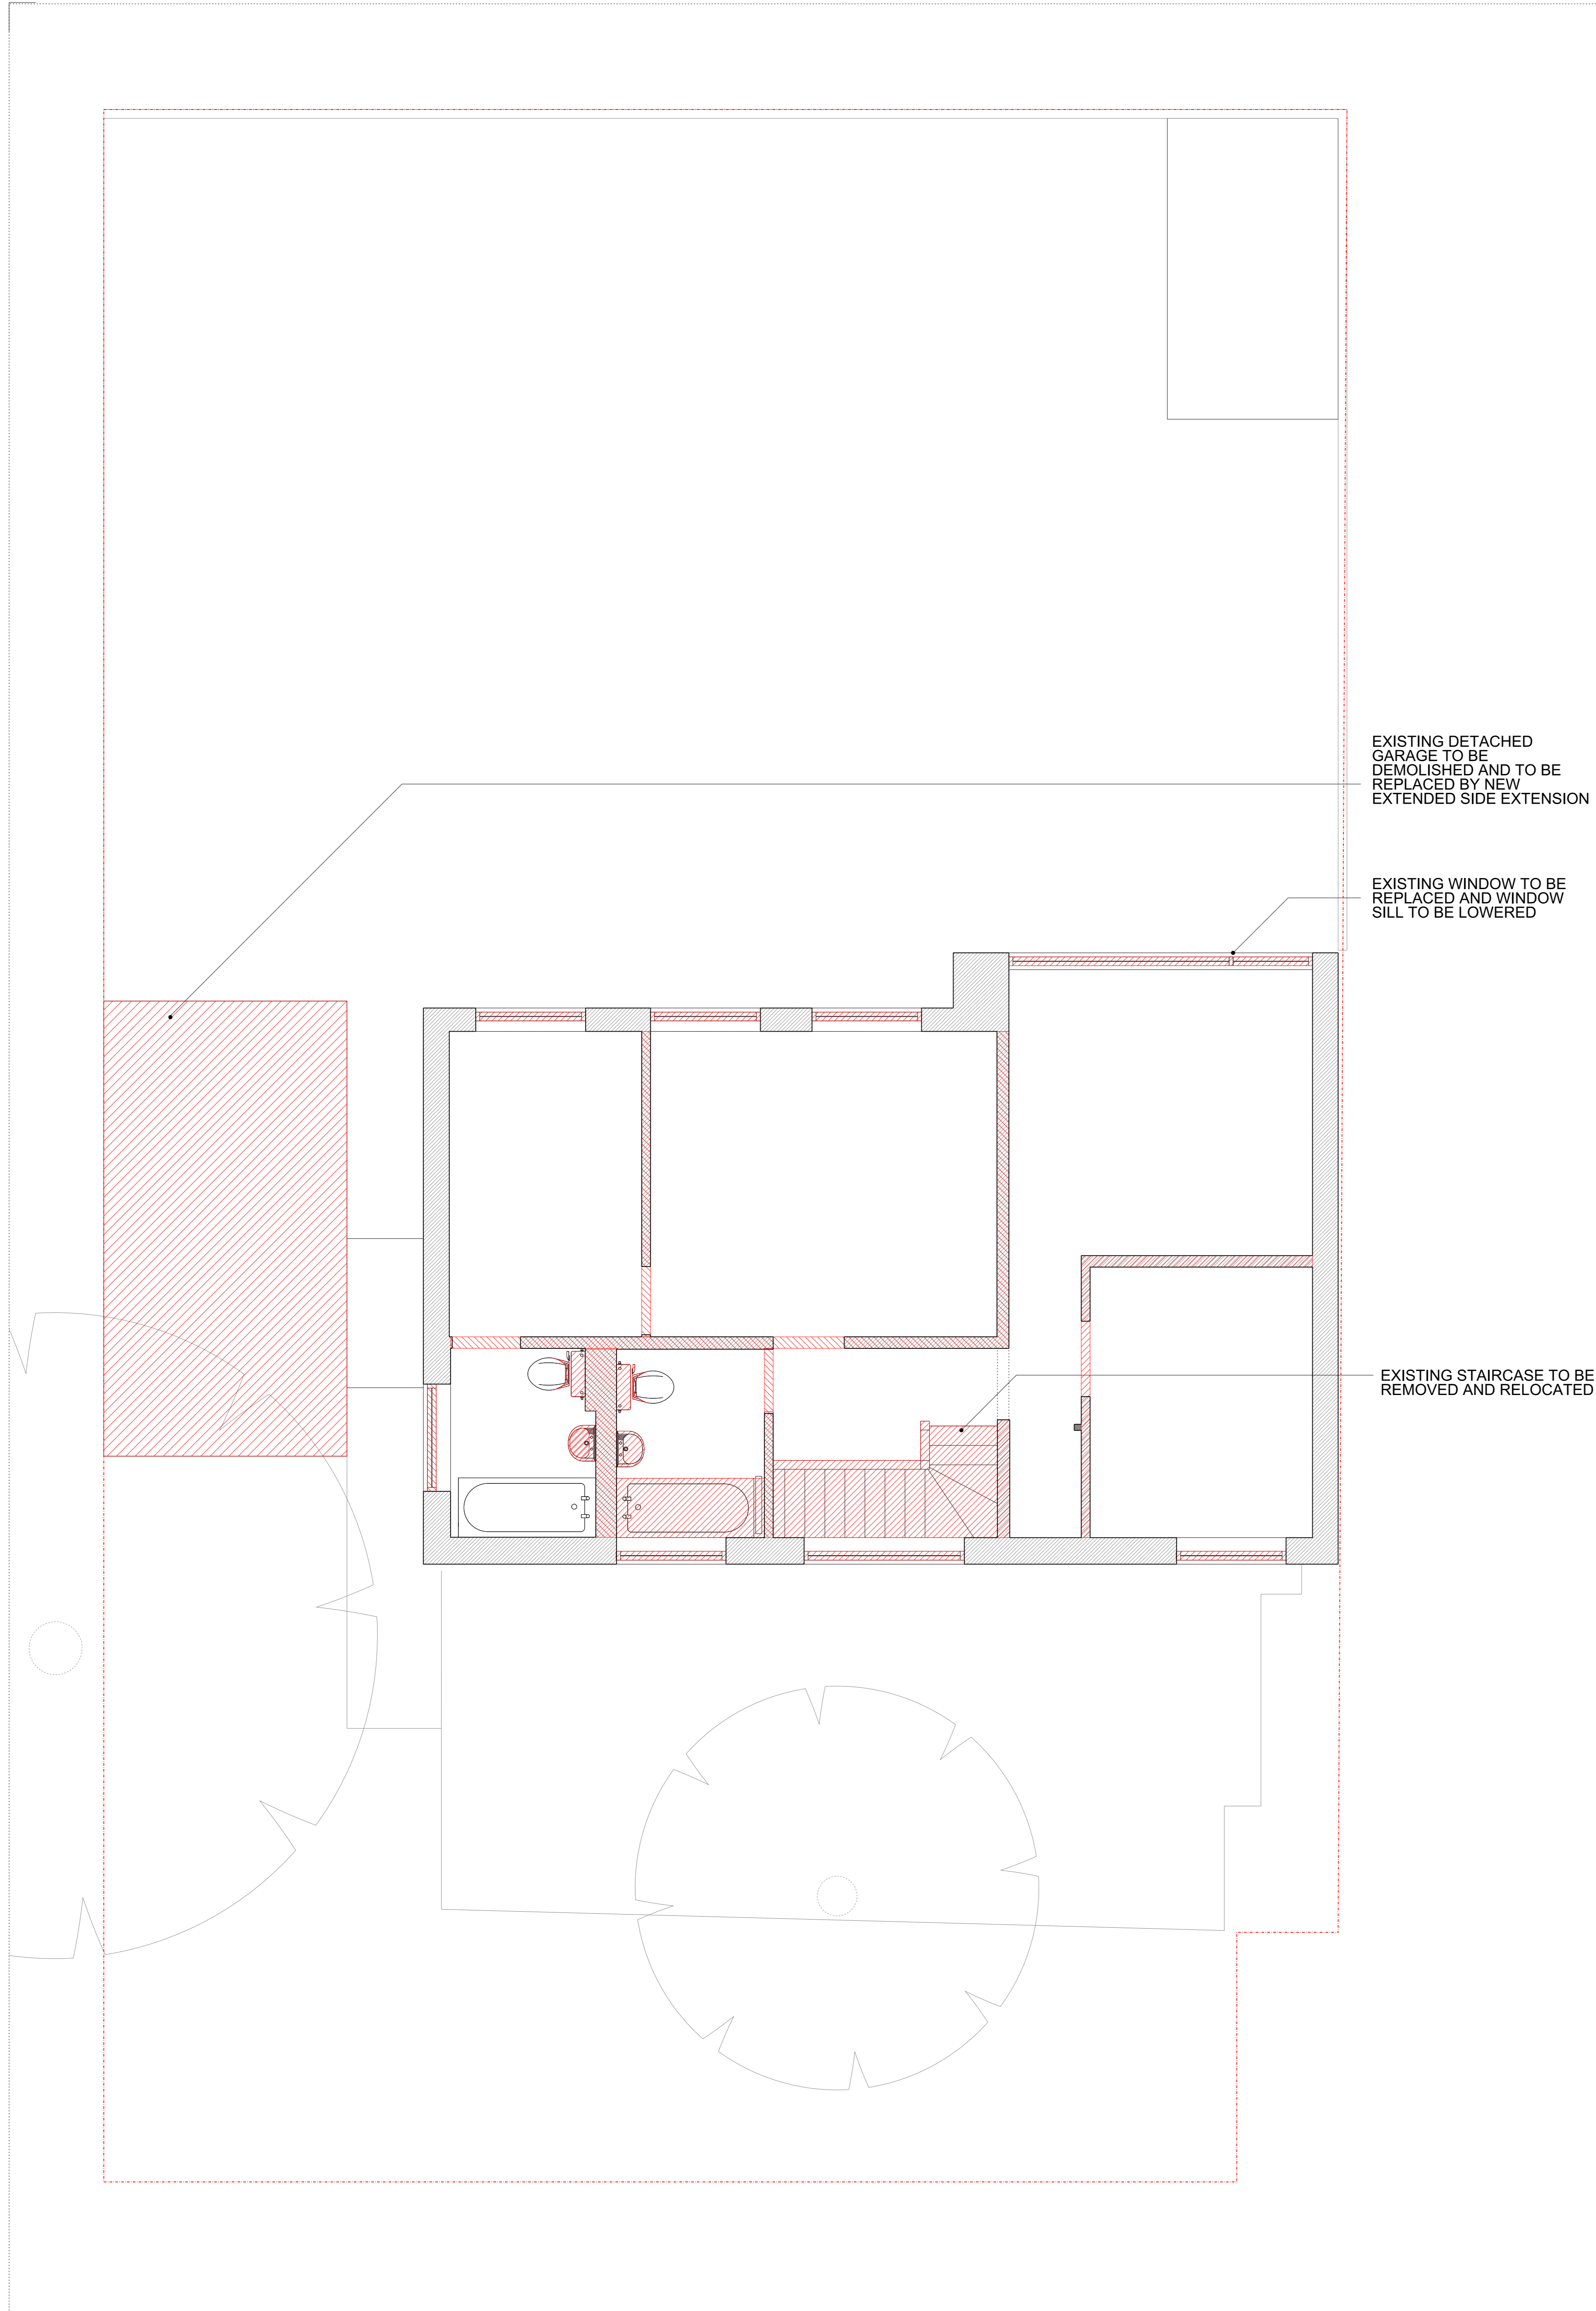 EXISTING DETACHED
GARAGE TO BE
DEMOLISHED AND TO BE
REPLACED BY NEW
EXTENDED SIDE EXTENSION
EXISTING WINDOW TO BE
REPLACED AND WINDOW
SILL TO BE LOWERED
EXISTING STAIRCASE TO BE
REMOVED AND RELOCATED